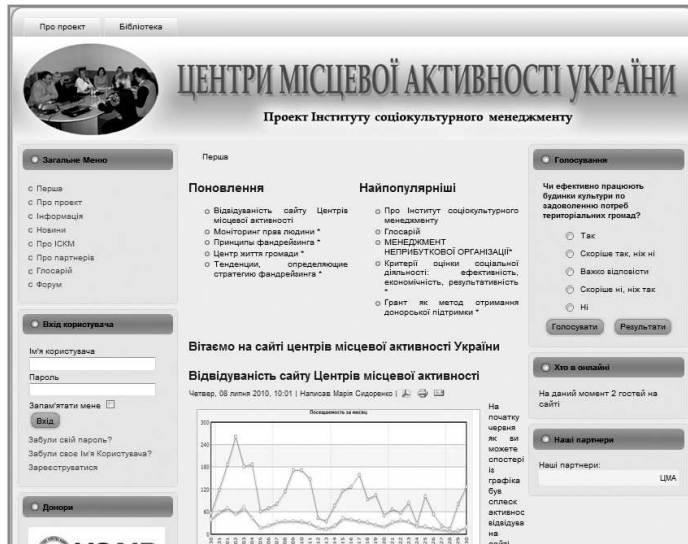 Про проект
Бібліотека
ЦЕНТРИ МІСЦЕВОЇ АКТИВНОСТІ УКРАЇНИ
Проект Інституту соціокультурного менеджменту
Загальне Меню
Перша
Про проект
Інформація
Новини
Про ІСКМ
Про партнерів
Глосарій
Форум
Вхід користувача
Ім'я користувача
Пароль
Запам'ятати мене
Вхід
Забули свій пароль?
Забули своє Ім'я Користувача?
Зареєструватися
Донори
Перша
Поновлення
Відвідуваність сайту Центрів
місцевої активності
Моніторинг прав людини *
Принципы фандрейзинга *
Центр життя громади *
Тенденции, определяющие
стратегию фандрейзинга *
Найпопулярніші
Про Інститут соціокультурного
менеджменту
Глосарій
МЕНЕДЖМЕНТ
НЕПРИБУТКОВОЇ ОРГАНІЗАЦІЇ*
Критерії оцінки соціальної
діяльності: ефективність,
економічність, результативність
*
Грант як метод отримання
донорської підтримки *
Вітаємо на сайті центрів місцевої активності України
Відвідуваність сайту Центрів місцевої активності
Четвер, 08 липня 2010, 10:01 | Написав Марія Сидоренко |
Посещаемость за месяц
300
240
180
120
60
0
На
початку
червня
як ви
можете
спостері
із
графіка
був
сплеск
активнос
відвідува
на
сайті
Голосування
Чи ефективно працюють
будинки культури по
задоволенню потреб
територіальних громад?
Так
Скоріше так, ніж ні
Важко відповісти
Скоріше ні, ніж так
Ні
Голосувати
Результати
Хто в онлайні
На даний момент 2 гостей на
сайті
Наші партнери
Наші партнери:
ЦМА